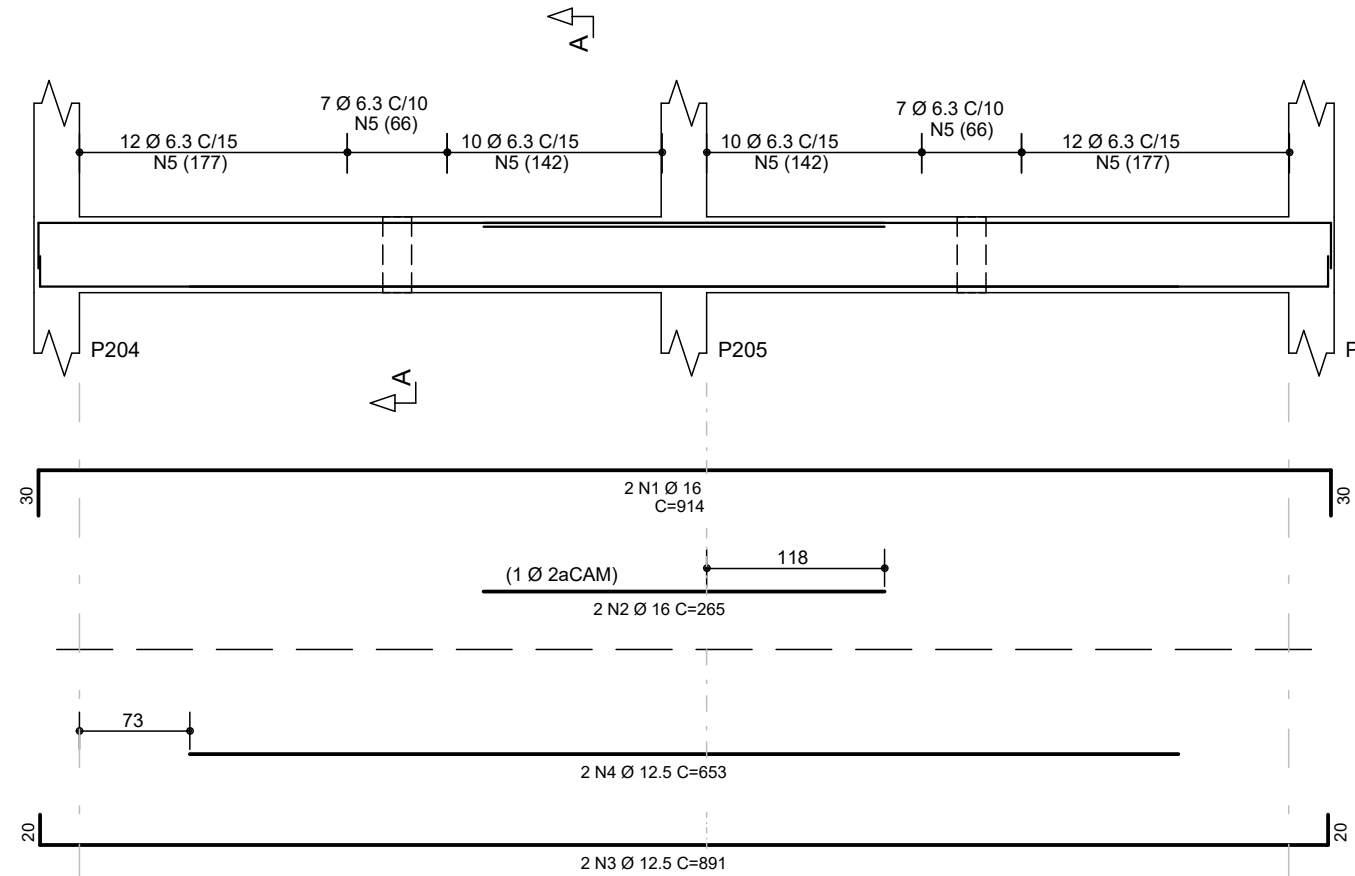 A
7 Ø 6.3 C/10
N5 (66)
7 Ø 6.3 C/10
N5 (66)
12 Ø 6.3 C/15
N5 (177)
10 Ø 6.3 C/15
N5 (142)
10 Ø 6.3 C/15
N5 (142)
12 Ø 6.3 C/15
N5 (177)
P204
P205
P
A
30
2 N1 Ø 16
C=914
30
118
(1 Ø 2aCAM)
2 N2 Ø 16 C=265
73
2 N4 Ø 12.5 C=653
20
20
2 N3 Ø 12.5 C=891